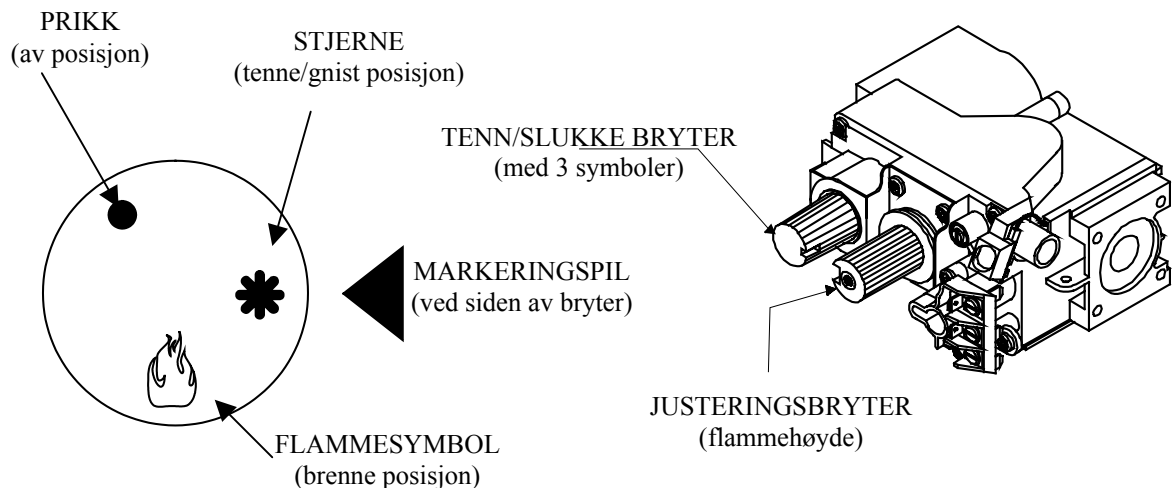 PRIKK
(av posisjon)
STJERNE
(tenne/gnist posisjon)
TENN/SLUKKE BRYTER
(med 3 symboler)
MARKERINGSPIL
(ved siden av bryter)
JUSTERINGSBRYTER
(flammehøyde)
FLAMMESYMBOL
(brenne posisjon)